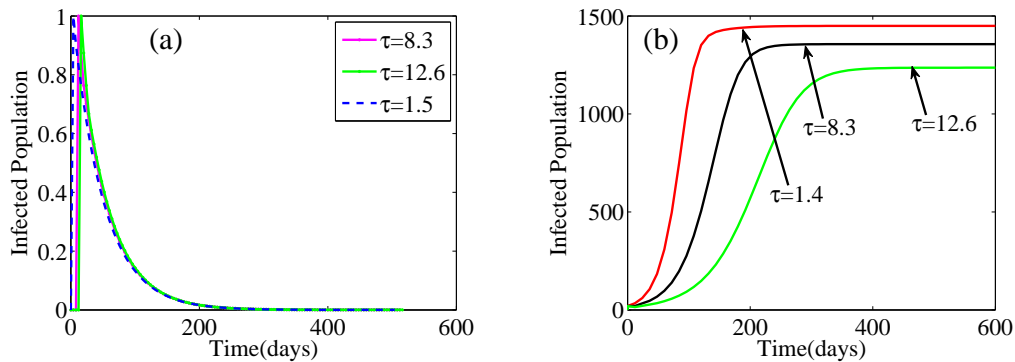 (a)
τ=8.3
τ=12.6
τ=1.5
Infected Population
1
0.8
0.6
0.4
0.2
0
0
200
400
600
Time(days)
(b)
τ=8.3
τ=12.6
τ=1.4
Infected Population
1500
1000
500
0
0
200
400
600
Time(days)